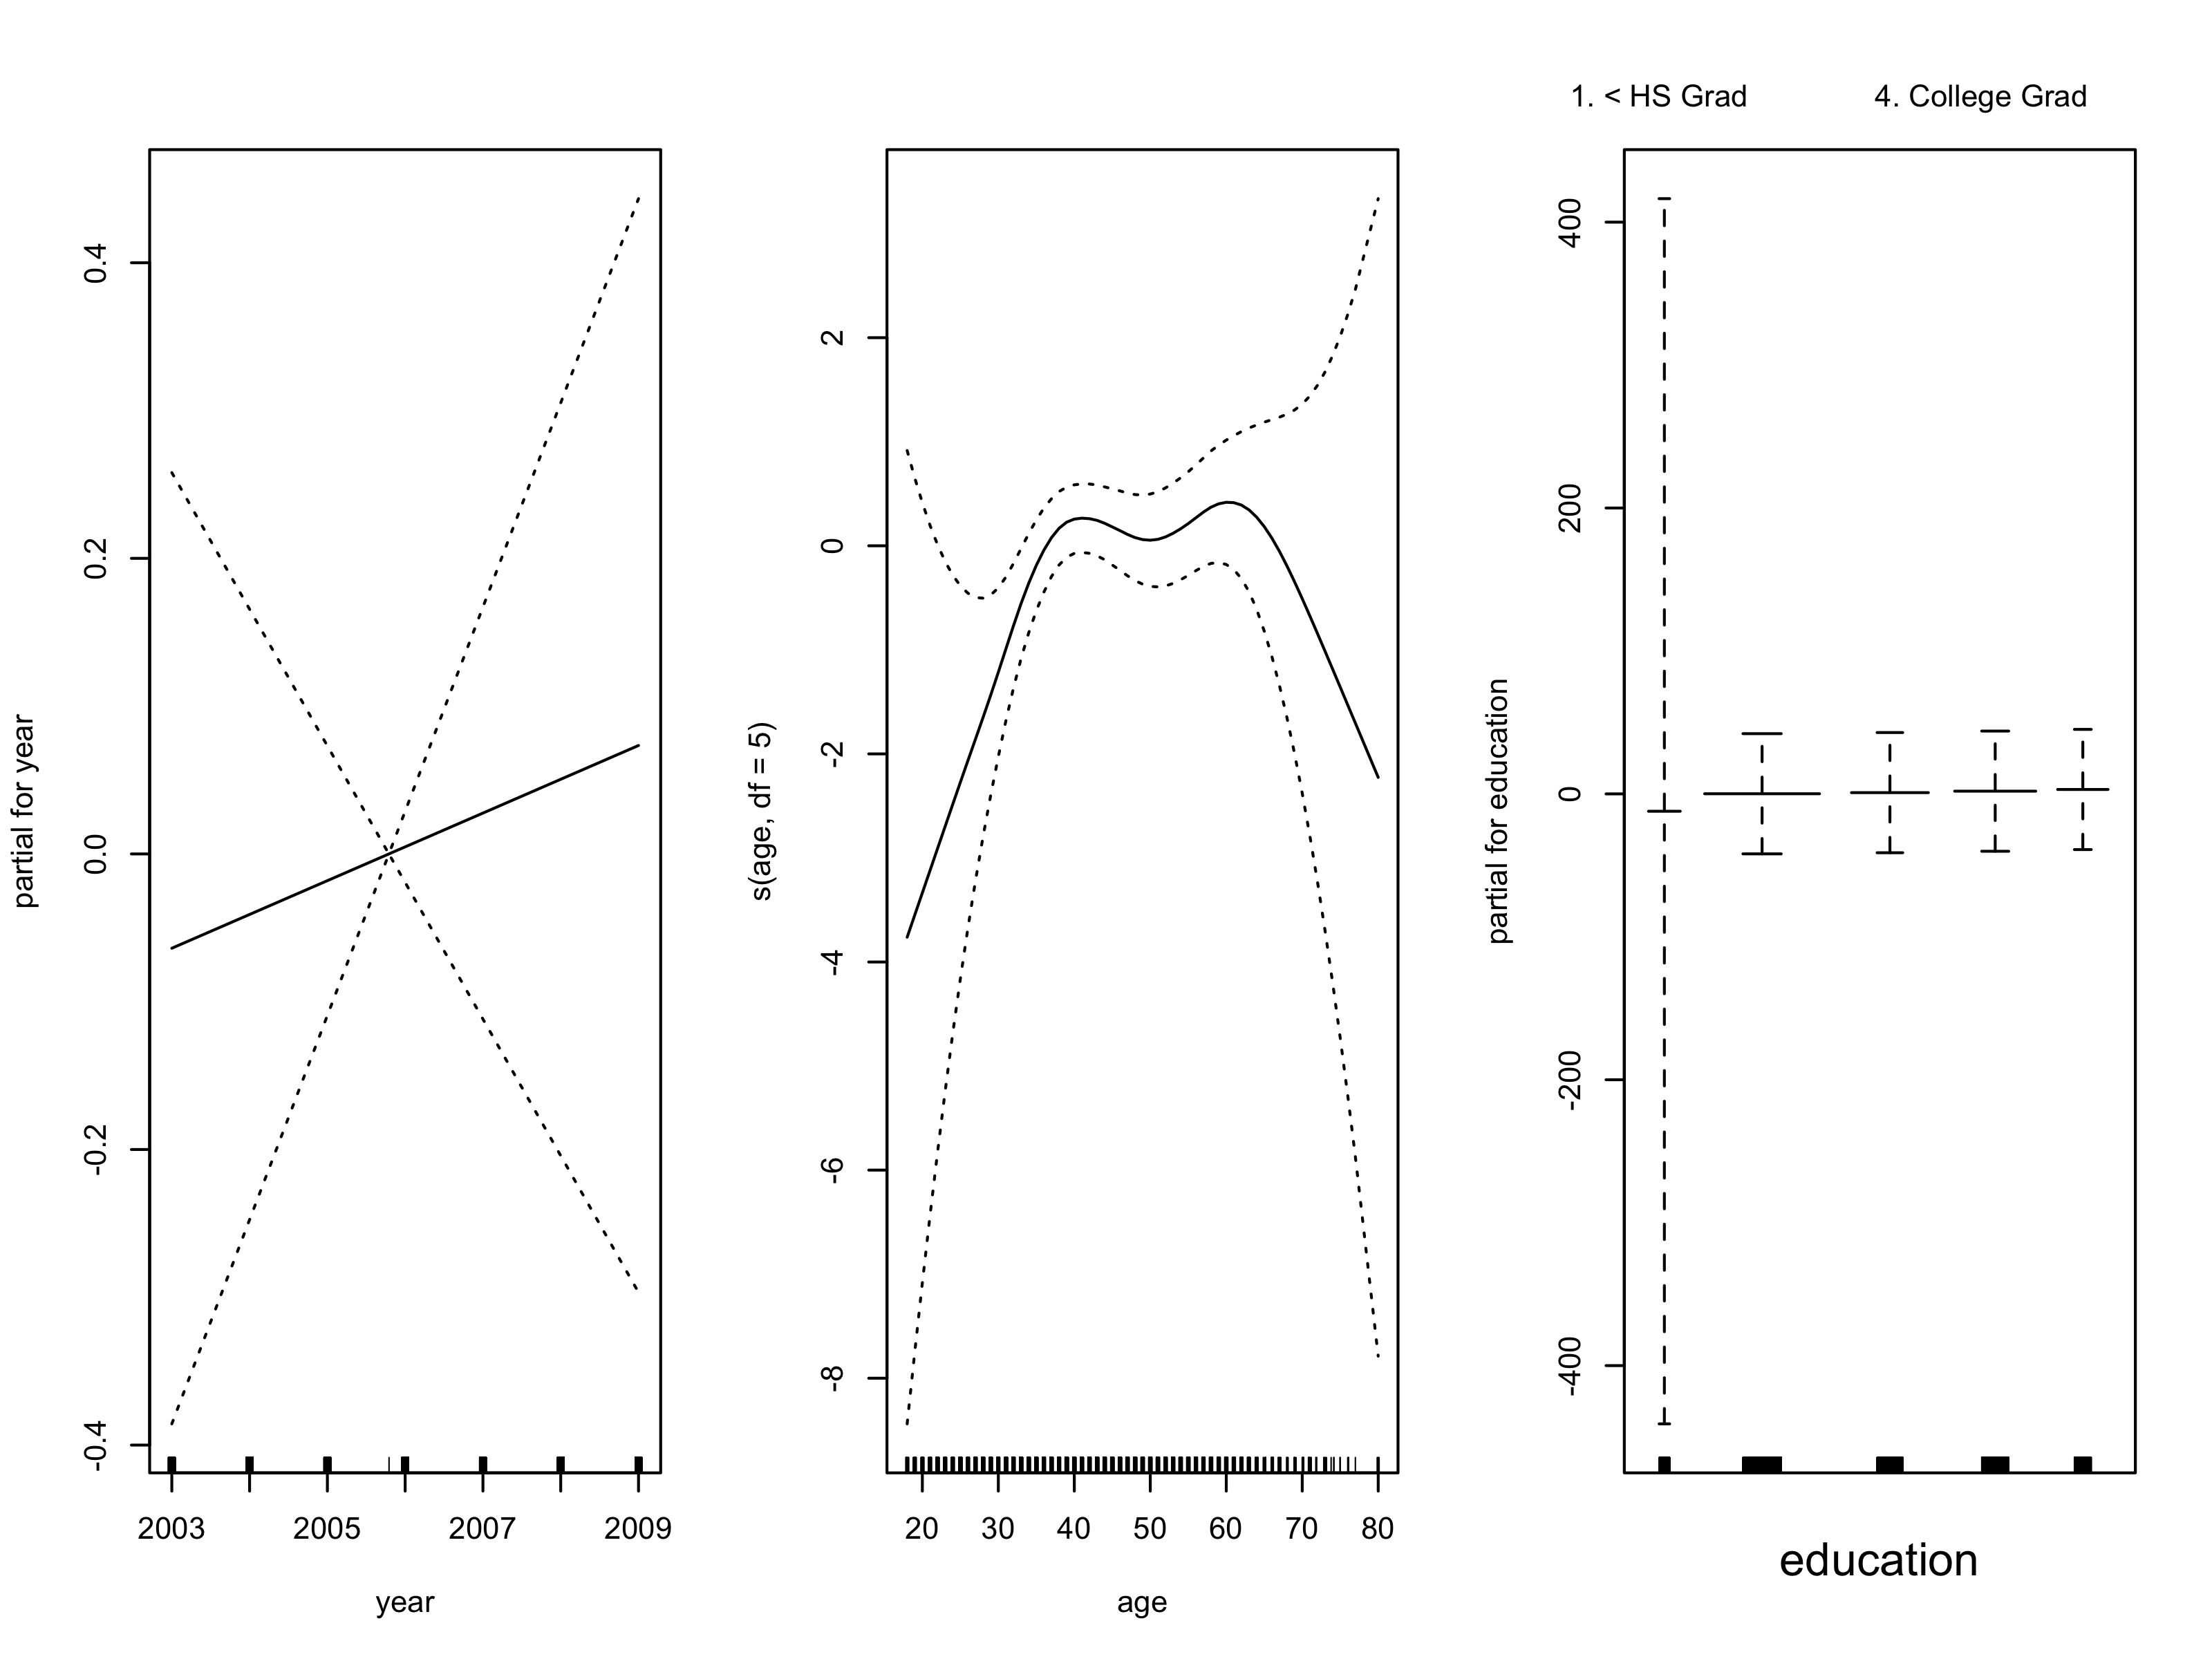 1. < HS Grad 4. College Grad
partial for year
0.4
0.2
0.0
-0.2
-0.4
2003 2005 2007 2009
year
s(age, df = 5)
2
0
-2
-4
-6
-8
20 30 40 50 60 70 80
age
partial for education
400
200
0
-200
-400
education